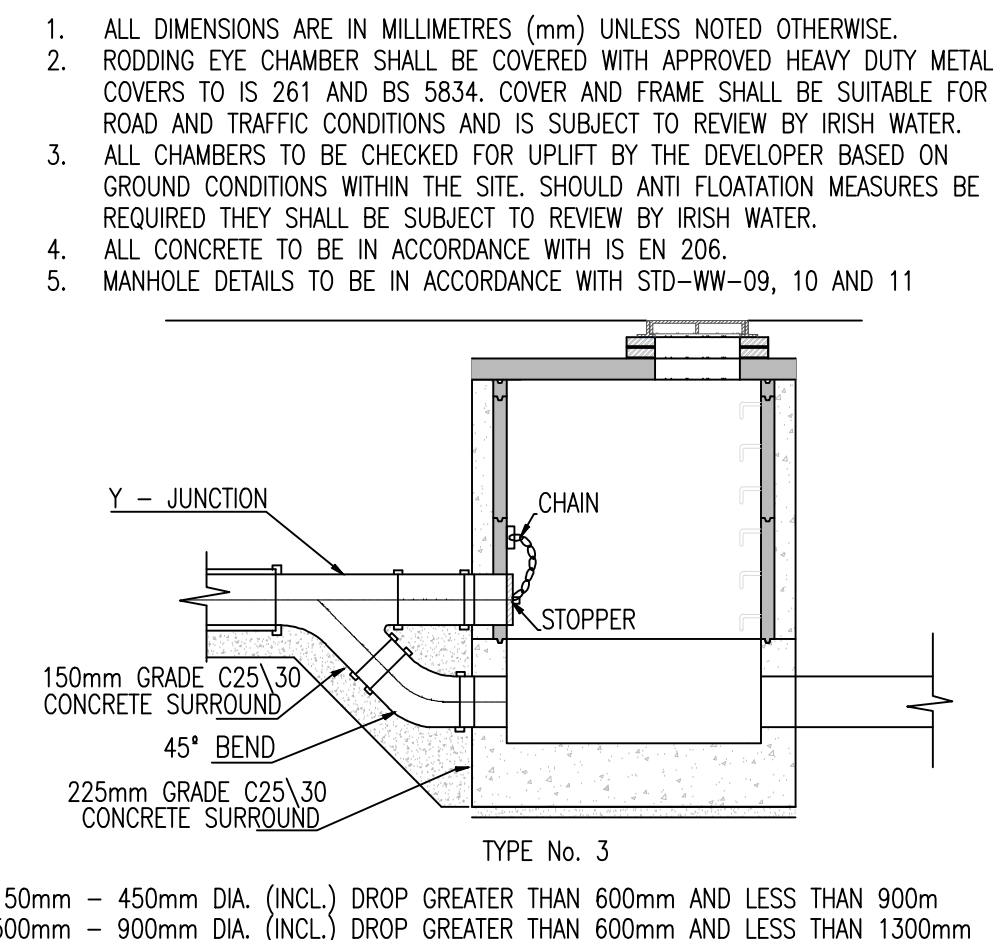 1. ALL DIMENSIONS ARE IN MILLIMETRES (mm) UNLESS NOTED OTHERWISE.
2. RODDING EYE CHAMBER SHALL BE COVERED WITH APPROVED HEAVY DUTY METAL
COVERS TO IS 261 AND BS 5834. COVER AND FRAME SHALL BE SUITABLE FOR
ROAD AND TRAFFIC CONDITIONS AND IS SUBJECT TO REVIEW BY IRISH WATER.
3. ALL CHAMBERS TO BE CHECKED FOR UPLIFT BY THE DEVELOPER BASED ON
GROUND CONDITIONS WITHIN THE SITE. SHOULD ANTI FLOATATION MEASURES BE
REQUIRED THEY SHALL BE SUBJECT TO REVIEW BY IRISH WATER.
4. ALL CONCRETE TO BE IN ACCORDANCE WITH IS EN 206.
5. MANHOLE DETAILS TO BE IN ACCORDANCE WITH STD-WW-09, 10 AND 11
Y - JUNCTION
CHAIN
STOPPER
150mm GRADE C25\30
CONCRETE SURROUND
45° BEND
225mm GRADE C25\30
CONCRETE SURROUND
TYPE No. 3
50mm - 450mm DIA. (INCL.) DROP GREATER THAN 600mm AND LESS THAN 900m
500mm - 900mm DIA. (INCL.) DROP GREATER THAN 600mm AND LESS THAN 1300mm